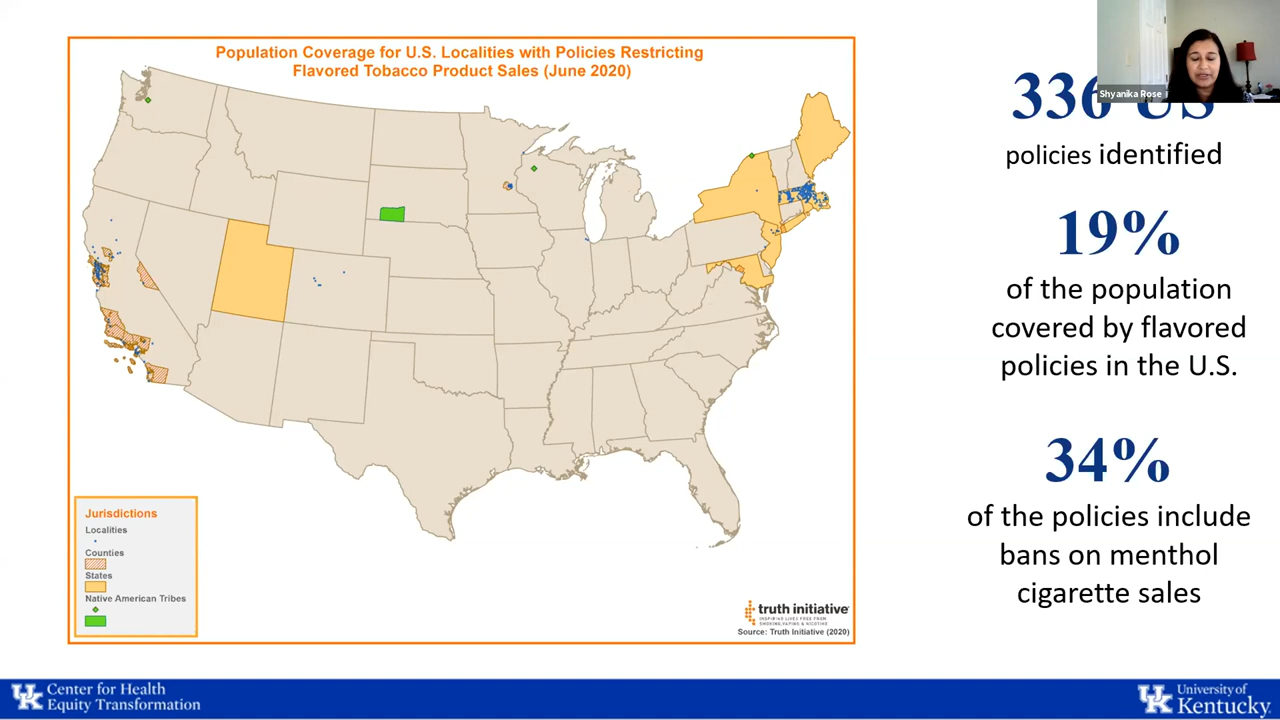 Population Coverage for U.S. Localities with Policies Restricting
Flavored Tobacco Product Sales (June 2020)
Jurisdictions
Localities
Counties
States
Native American Tribes
truth initiative
INSPIRING LIVES FREE FROM
SMOKING, VAPING & NICOTINE
Source: Truth Initiative (2020)
Shyanika Rose
336 US
policies identified
19%
of the population
covered by flavored
policies in the U.S.
34%
of the policies include
bans on menthol
cigarette sales
UK Center for Health
Equity Transformation
UK University of
Kentucky